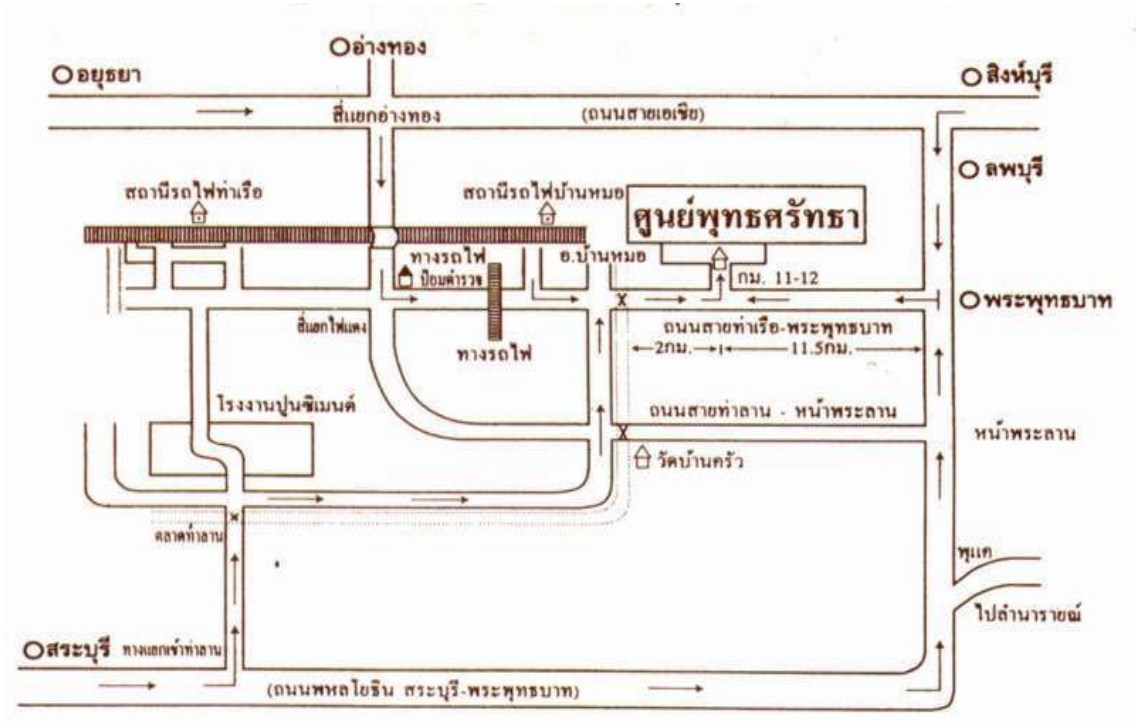 อ่างทอง
อยุธยา
สิงห์บุรี
สี่แยกอ่างทอง
(ถนนสายเอเซีย)
ลพบุรี
สถานีรถไฟท่าเรือ
สถานีรถไฟบ้านหมอ
ศูนย์พุทธศรัทธา
ทางรถไฟ
อ.บ้านหมอ
ป้อมตำรวจ
กม. 11-12
พระพุทธบาท
สี่แยกไฟแดง
ถนนสายท่าเรือ-พระพุทธบาท
ทางรถไฟ
2กม.
11.5กม.
โรงงานปูนซิเมนต์
ถนนสายท่าลาน - หน้าพระลาน
หน้าพระลาน
วัดบ้านครัว
ตลาดท่าลาน
พุแค
ไปลำนารายณ์
สระบุรี
ทางแยกเข้าท่าลาน
(ถนนพหลโยธิน สระบุรี-พระพุทธบาท)